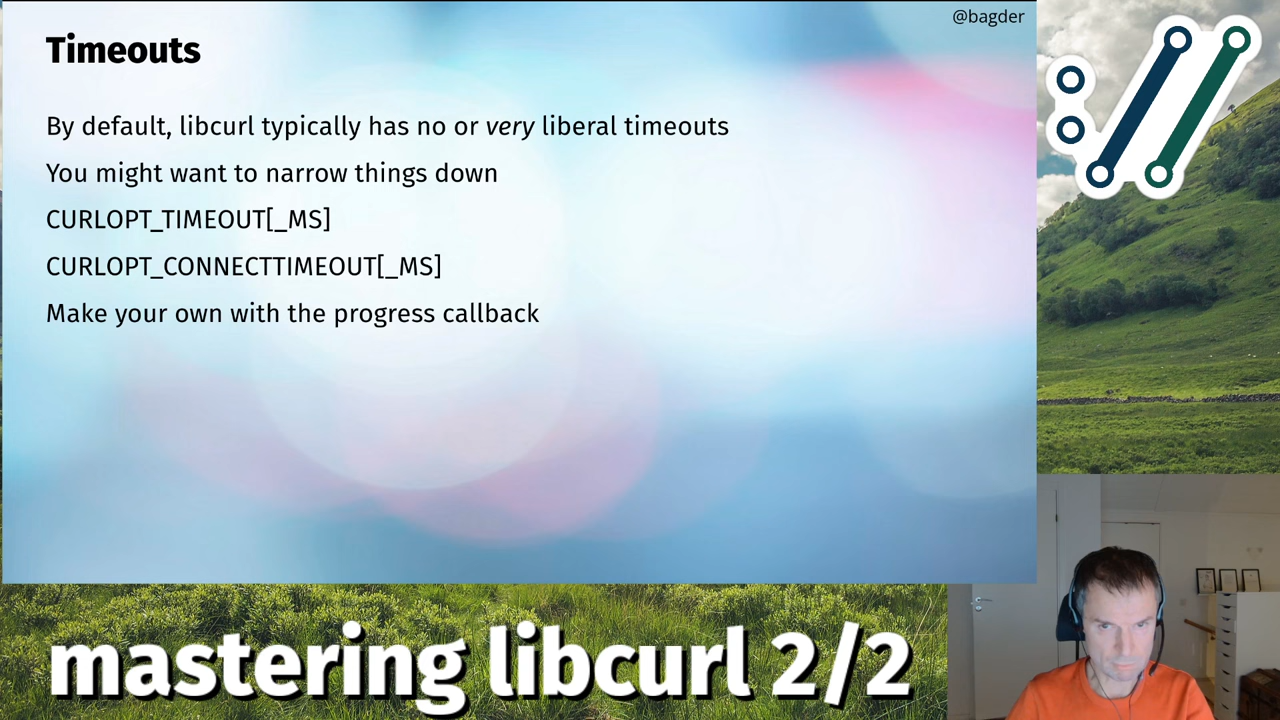 @bagder
Timeouts
By default, libcurl typically has no or very liberal timeouts
You might want to narrow things down
CURLOPT_TIMEOUT[_MS]
CURLOPT_CONNECTTIMEOUT[_MS]
Make your own with the progress callback
mastering libcurl 2/2